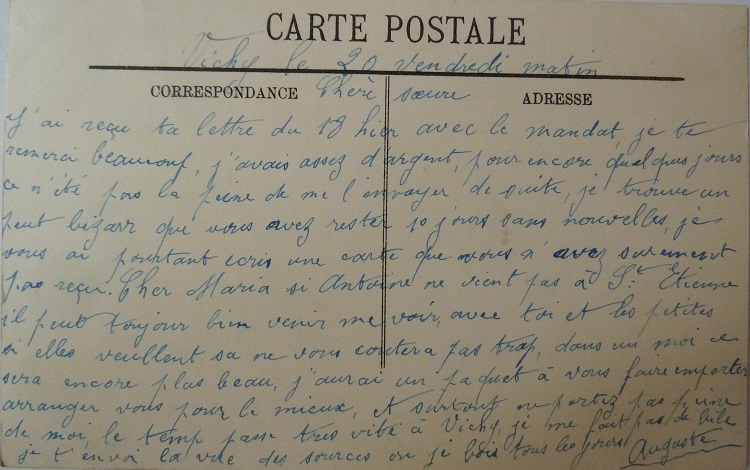 CARTE POSTALE
Vichy le 20 vendredi matin
CORRESPONDANCE
ADRESSE
Chère sœure
J'ai reçu ta lettre du 18 hier avec le mandat, je te
remerci beaucouf, j'avais assez d'argent, pour encore quelques jours
ce n'été pas la peine de me l'envoyer de suite, je trouve un
peut bizarr que vous avez rester 10 jours sans nouvelles, je
vous ai pourtant ecris une carte que vous n'avez surement
pas reçu. Cher Maria si Antoine ne vient pas à St. Etienne
il peut toujour bien venir me voir, avec toi et les petites
si elles veullent sa ne vous coutera pas trop, dans un moi ce
sera encore plus beau, j'aurai un paquet à vous faire emporter
arranger vous pour le mieux, et surtout ne portez pas peine
de moi, le temp passe tres vite à Vichy, je me fait pas de bile
je t'envoi la vue des sources ou je bois tous les jours Auguste